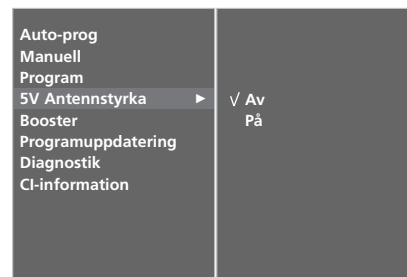 Auto-prog
Manuell
Program
5V Antennstyrka ►
Booster
Programuppdatering
Diagnostik
CI-information
√ Av
På